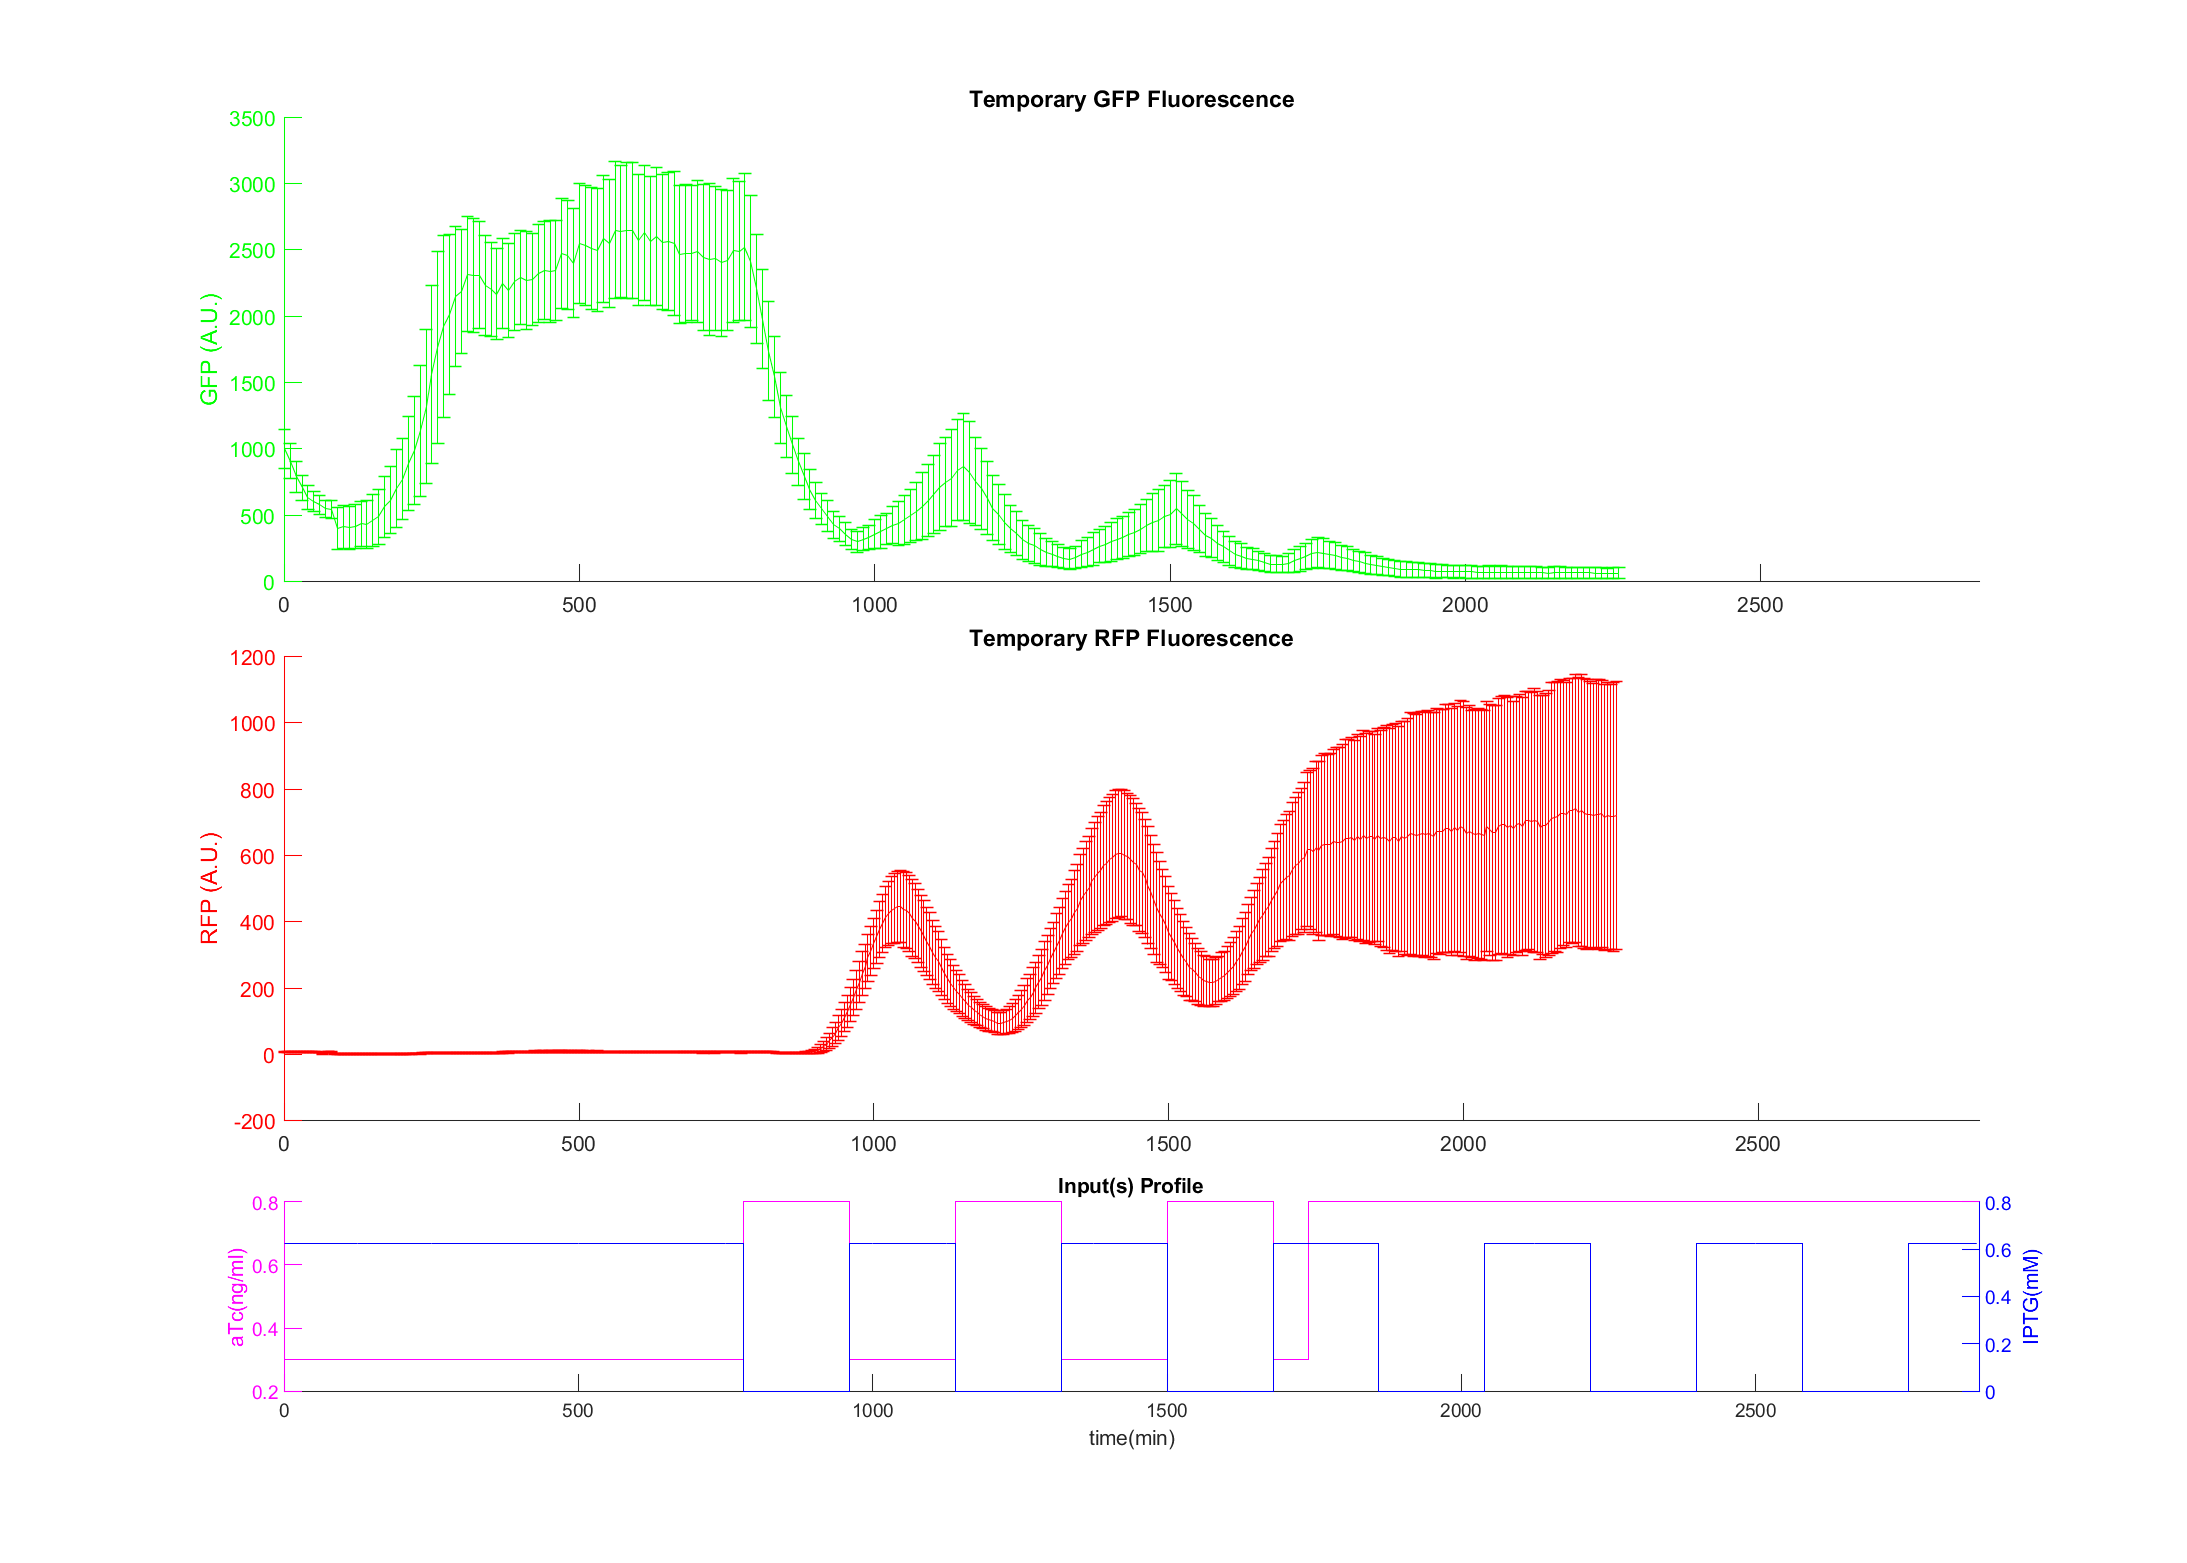 Temporary GFP Fluorescence
GFP (A.U.)
3500
3000
2500
2000
1500
1000
500
0
0 500 1000 1500 2000 2500
Temporary RFP Fluorescence
RFP (A.U.)
1200
1000
800
600
400
200
0
-200
0 500 1000 1500 2000 2500
Input(s) Profile
aTc(ng/ml)
0.8
0.6
0.4
0.2
IPTG(mM)
0.8
0.6
0.4
0.2
0
0 500 1000 1500 2000 2500
time(min)